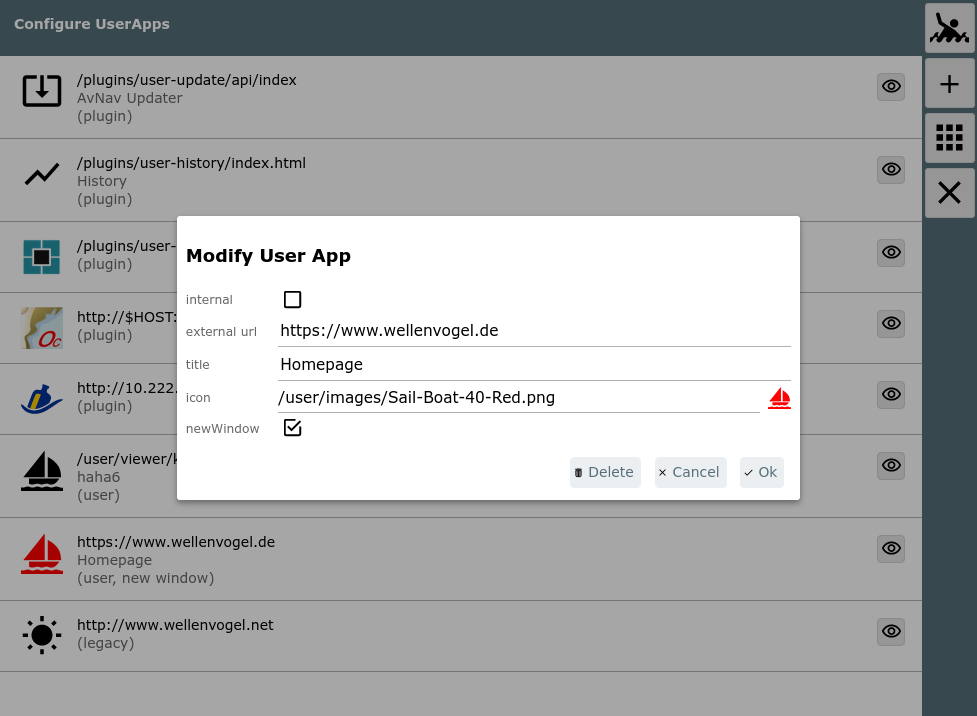 Configure UserApps
/plugins/user-update/api/index
AvNav Updater
(plugin)
/plugins/user-history/index.html
History
(plugin)
/plugins/user-
(plugin)
http://$HOST:
(plugin)
Oc
http://10.222.
(plugin)
/user/viewer/
haha6
(user)
https://www.wellenvogel.de
Homepage
(user, new window)
http://www.wellenvogel.net
(legacy)
Modify User App
internal
external url https://www.wellenvogel.de
title Homepage
icon /user/images/Sail-Boat-40-Red.png
newWindow
Delete Cancel Ok